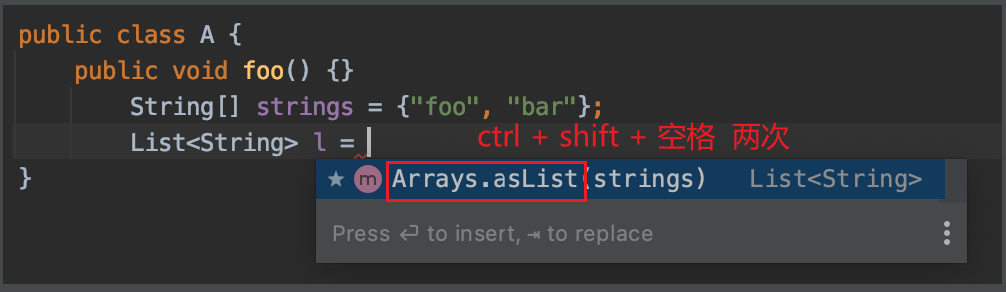 public class A {
public void foo() {}
String[] strings = {"foo", "bar"};
List<String> l =
ctrl + shift + 空格 两次
Arrays.asList(strings) List<String>
}
Press ↵ to insert, ⇥ to replace